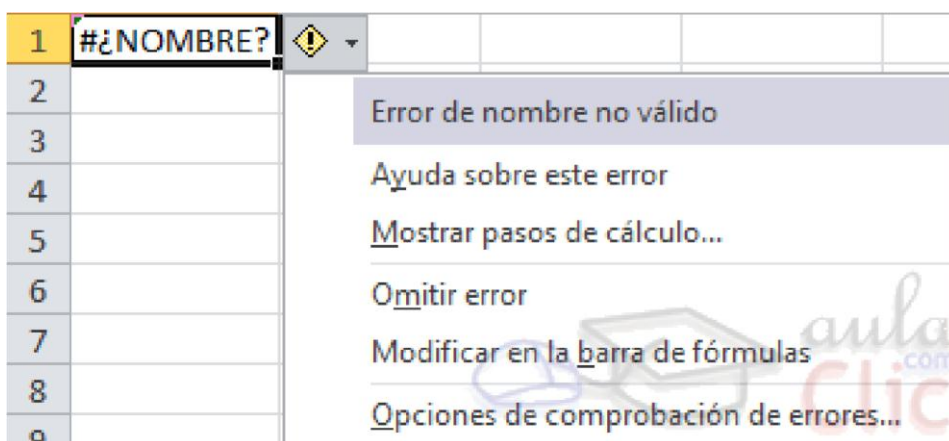 1 #¿NOMBRE?
2
Error de nombre no válido
3
Ayuda sobre este error
4
5 Mostrar pasos de cálculo...
6 Omitir error
7 Modificar en la barra de fórmulas
aula
.com
8
Clic
Opciones de comprobación de errores...
9